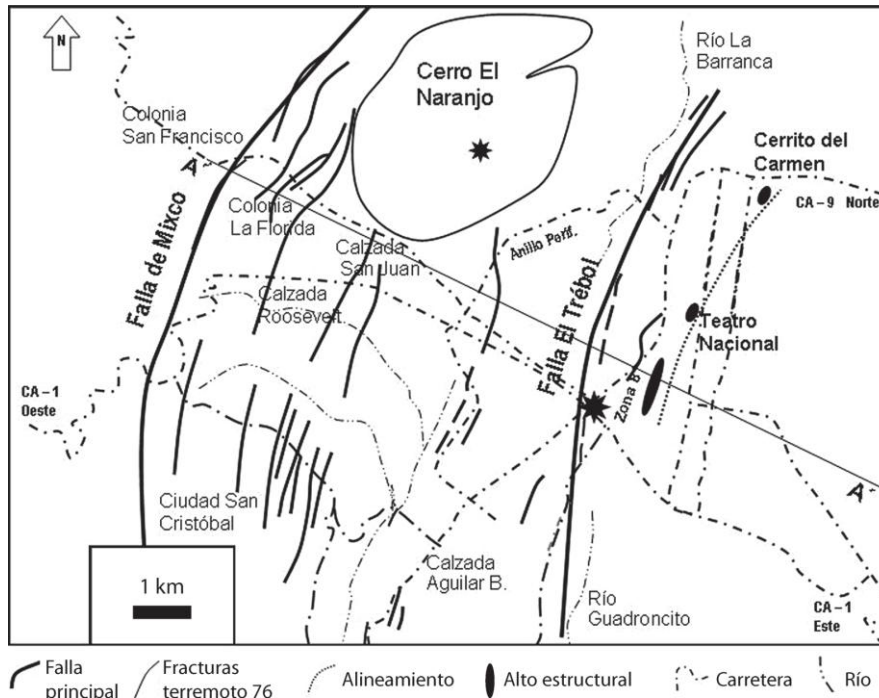 N
Río La
Barranca
Cerro El
Naranjo
Colonia
San Francisco
Cerrito del
Carmen
A
CA-9 Norte
Colonia
La Florida
Anillo Perif.
Calzada
San Juan
Falla de Mixco
Calzada
Roosevelt.
Falla El Trébol
Teatro
Nacional
Zona 8
CA-1
Oeste
A
Ciudad San
Cristóbal
Calzada
Aguilar B.
1 km
Río
Guadroncito
CA-1
Este
Falla
principal
Fracturas
terremoto 76
Alineamiento
Alto estructural
Carretera
Río